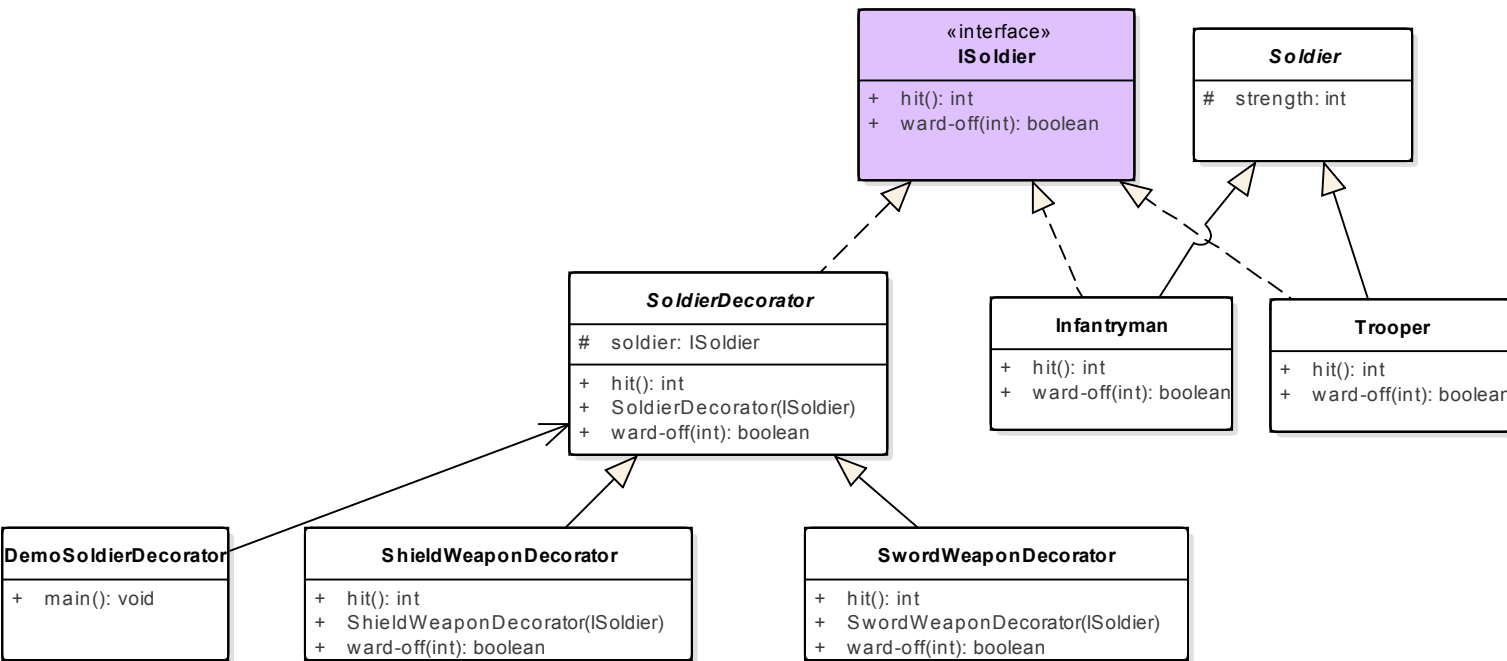 «interface»
ISoldier
+ hit(): int
+ ward-off(int): boolean
Soldier
# strength: int
SoldierDecorator
# soldier: ISoldier
+ hit(): int
+ SoldierDecorator(ISoldier)
+ ward-off(int): boolean
Infantryman
+ hit(): int
+ ward-off(int): boolean
Trooper
+ hit(): int
+ ward-off(int): boolean
DemoSoldierDecorator
+ main(): void
ShieldWeaponDecorator
+ hit(): int
+ ShieldWeaponDecorator(ISoldier)
+ ward-off(int): boolean
SwordWeaponDecorator
+ hit(): int
+ SwordWeaponDecorator(ISoldier)
+ ward-off(int): boolean